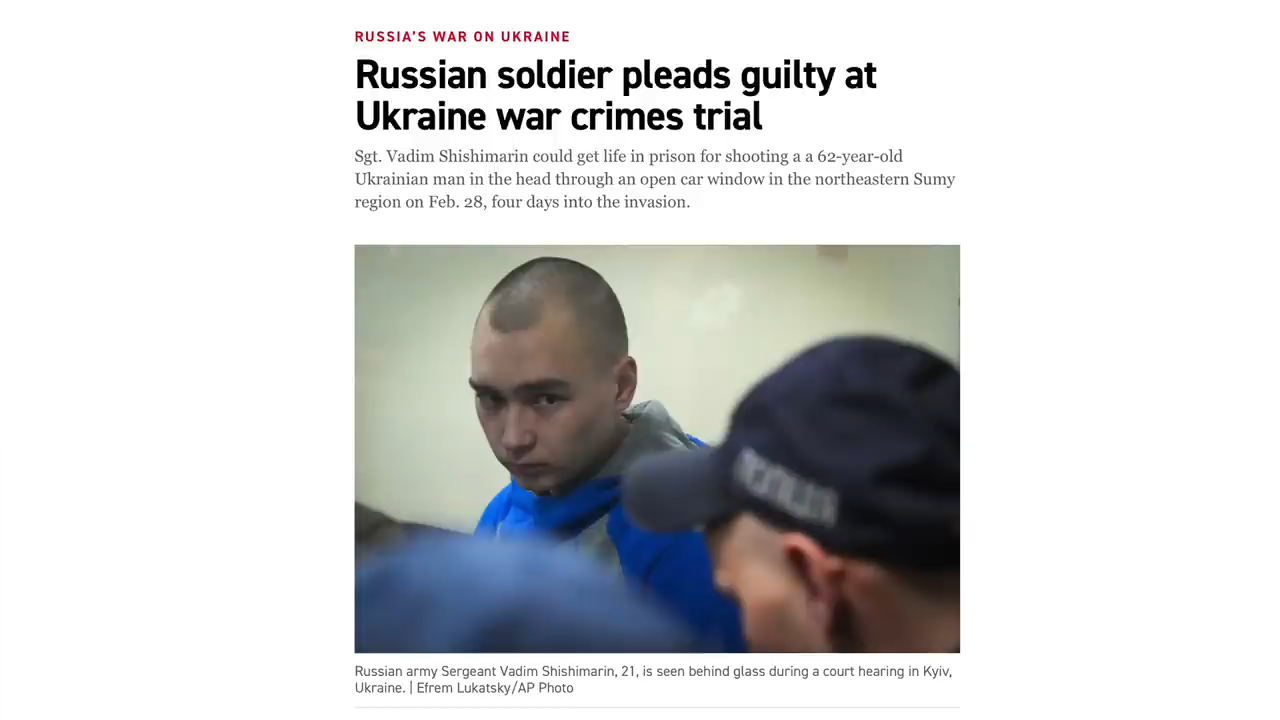 RUSSIA'S WAR ON UKRAINE
Russian soldier pleads guilty at
Ukraine war crimes trial
Sgt. Vadim Shishimarin could get life in prison for shooting a a 62-year-old
Ukrainian man in the head through an open car window in the northeastern Sumy
region on Feb. 28, four days into the invasion.
Russian army Sergeant Vadim Shishimarin, 21, is seen behind glass during a court hearing in Kyiv,
Ukraine. | Efrem Lukatsky/AP Photo